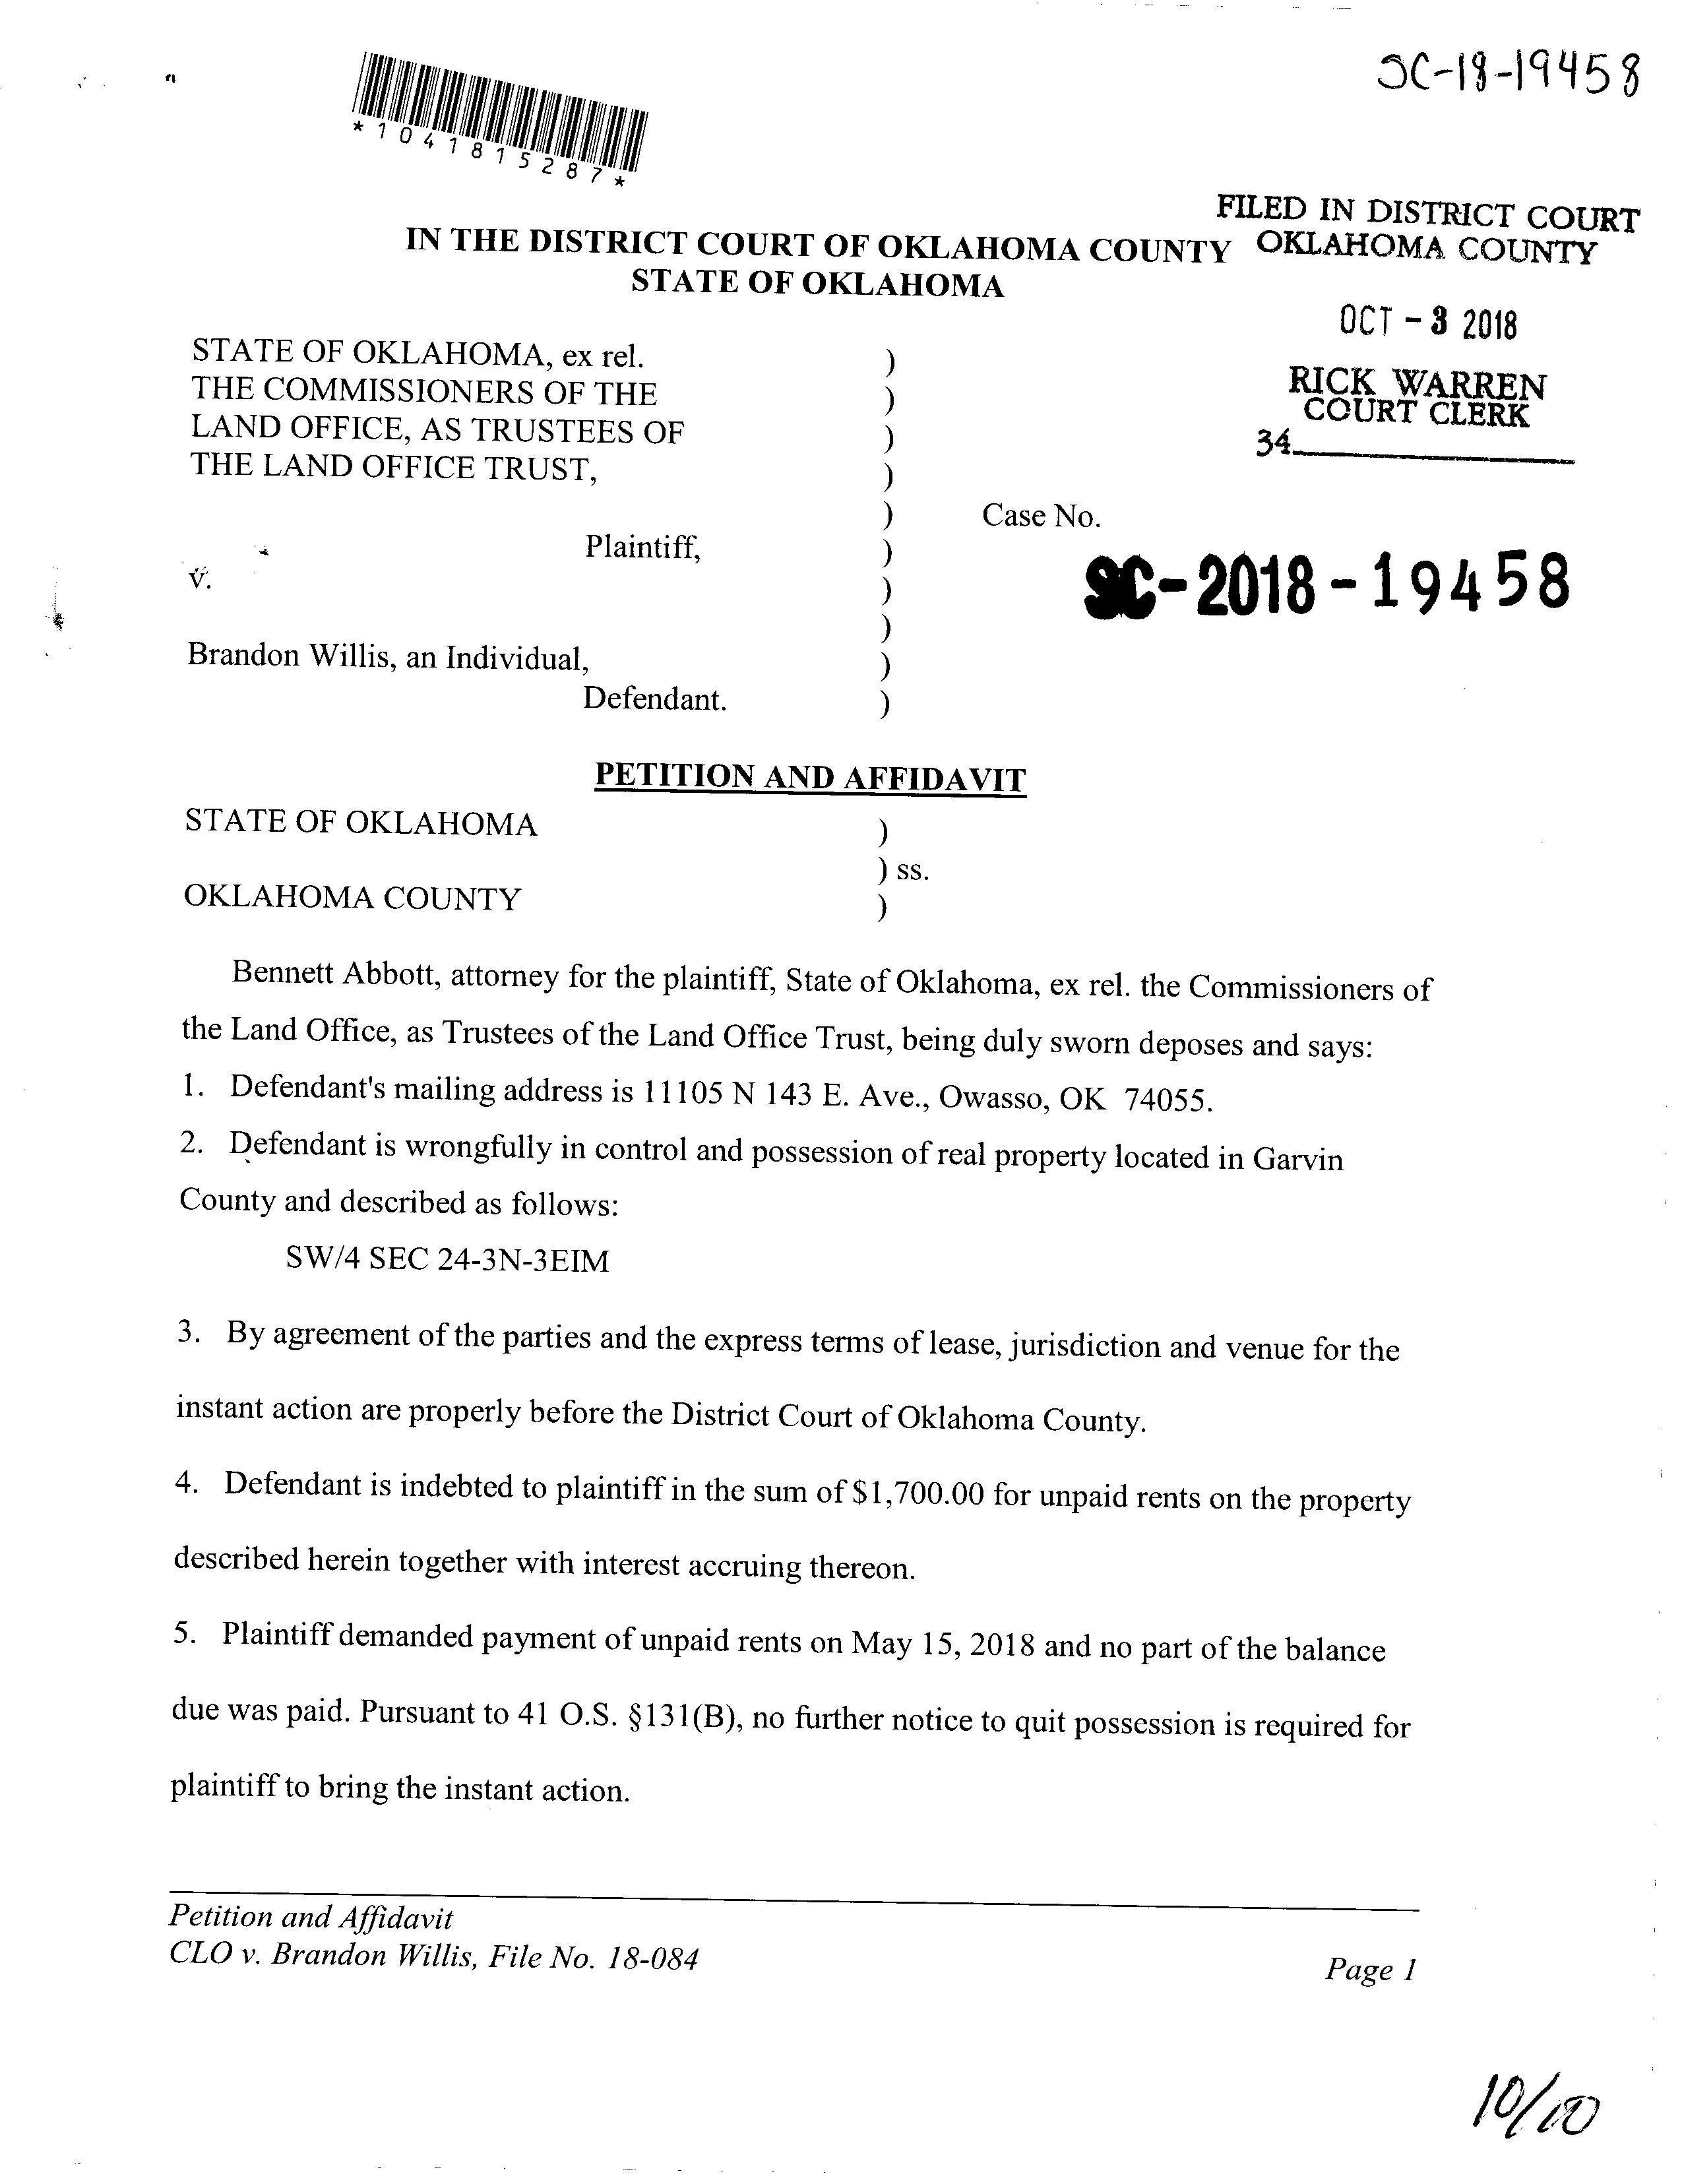 SC-18-19458
*1041815287*
FILED IN DISTRICT COURT
OKLAHOMA COUNTY
IN THE DISTRICT COURT OF OKLAHOMA COUNTY
STATE OF OKLAHOMA
OCT - 3 2018
RICK WARREN
COURT CLERK
34
STATE OF OKLAHOMA, ex rel. )
THE COMMISSIONERS OF THE )
LAND OFFICE, AS TRUSTEES OF )
THE LAND OFFICE TRUST, )
) Case No.
Plaintiff, )
v. )
SC-2018-19458
)
Brandon Willis, an Individual, )
Defendant. )
PETITION AND AFFIDAVIT
STATE OF OKLAHOMA )
) ss.
OKLAHOMA COUNTY )
Bennett Abbott, attorney for the plaintiff, State of Oklahoma, ex rel. the Commissioners of
the Land Office, as Trustees of the Land Office Trust, being duly sworn deposes and says:
1. Defendant's mailing address is 11105 N 143 E. Ave., Owasso, OK 74055.
2. Defendant is wrongfully in control and possession of real property located in Garvin
County and described as follows:
SW/4 SEC 24-3N-3EIM
3. By agreement of the parties and the express terms of lease, jurisdiction and venue for the
instant action are properly before the District Court of Oklahoma County.
4. Defendant is indebted to plaintiff in the sum of $1,700.00 for unpaid rents on the property
described herein together with interest accruing thereon.
5. Plaintiff demanded payment of unpaid rents on May 15, 2018 and no part of the balance
due was paid. Pursuant to 41 O.S. §131(B), no further notice to quit possession is required for
plaintiff to bring the instant action.
Petition and Affidavit
CLO v. Brandon Willis, File No. 18-084
Page 1
10/10